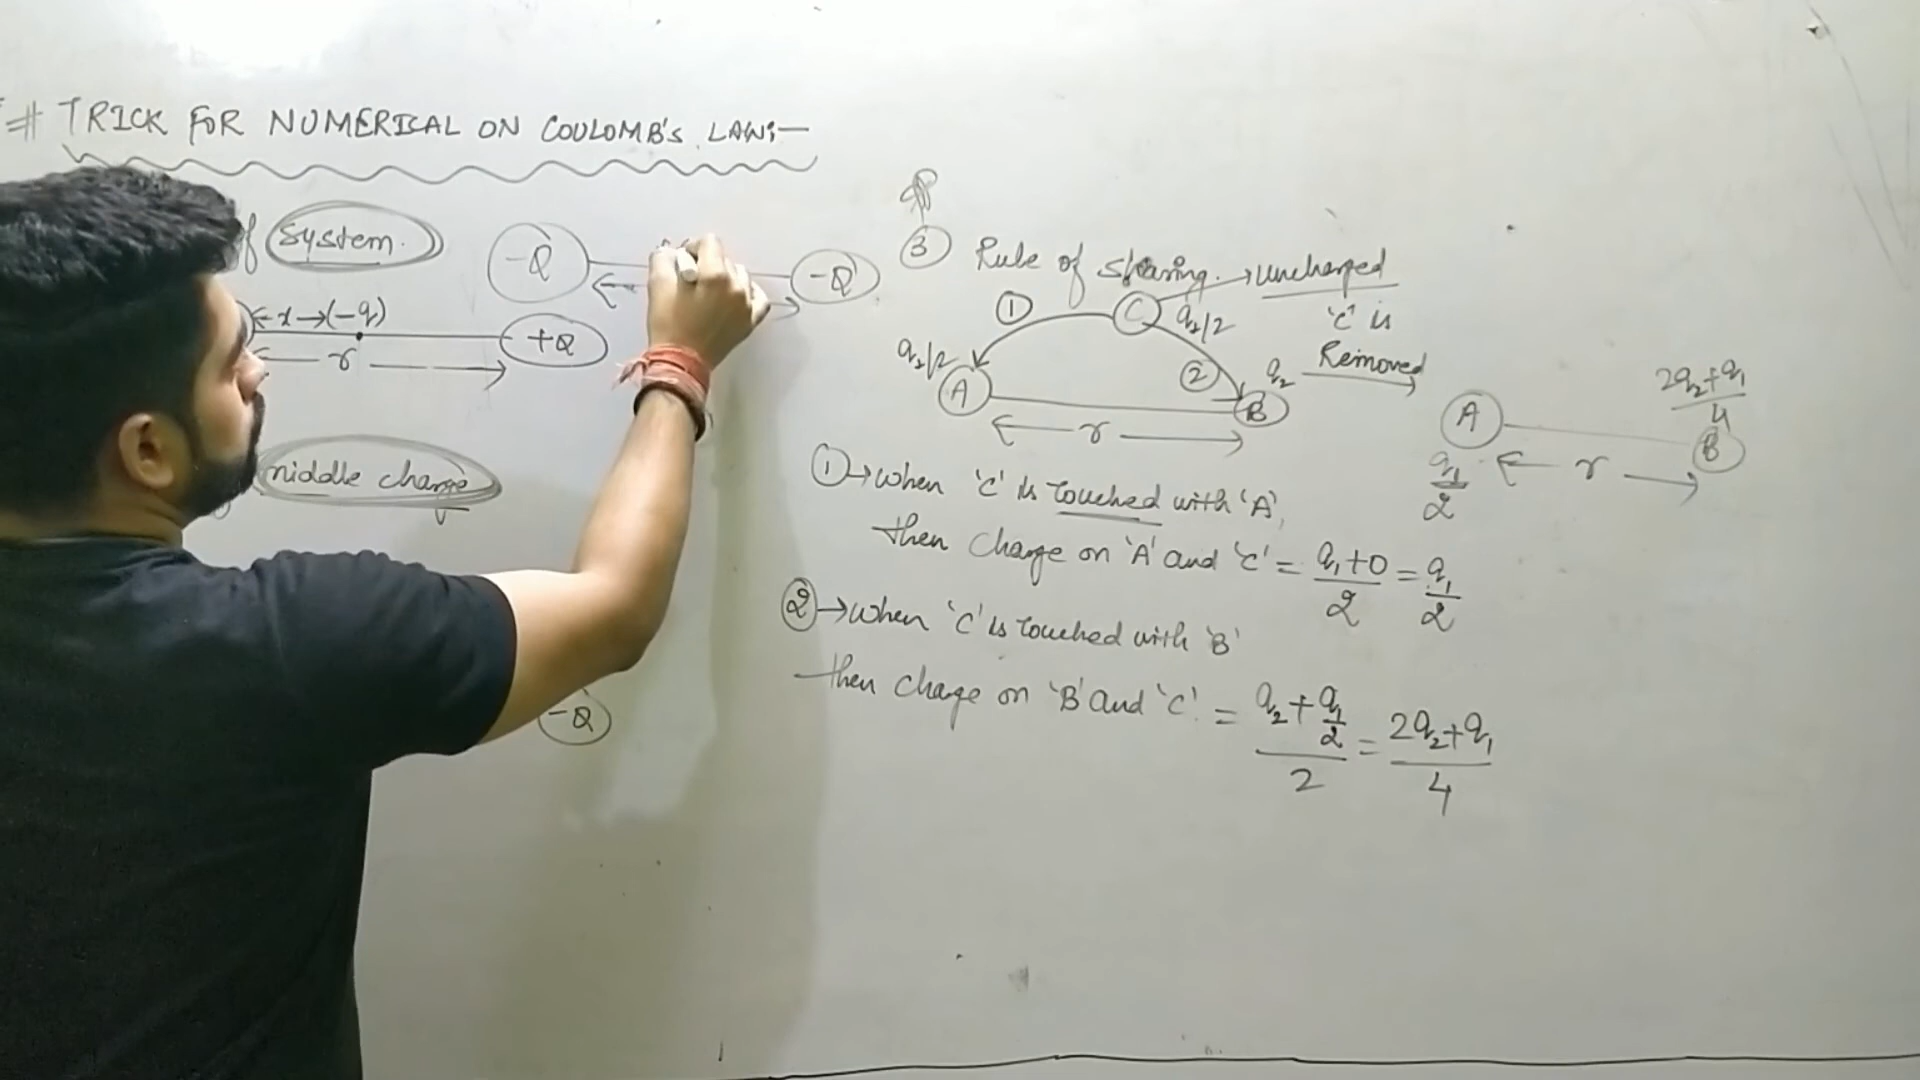 # TRICK FOR NUMERICAL ON COULOMB'S LAW:—
System.
-Q
-Q
←x→(-q)
+Q
← r →
middle charge
-Q
③ Rule of sharing. → uncharged
'C' is
Removed
①
C
q₂/2
q₂/2
②
q₂
A
B
← r →
A
2q₂+q₁/4
B
q₁/2
← r →
①→ when 'C' is touched with 'A',
then charge on 'A' and 'C' = q₁+0/2 = q₁/2
②→ when 'C' is touched with 'B'
then charge on 'B' and 'C' = q₂+q₁/2/2 = 2q₂+q₁/4